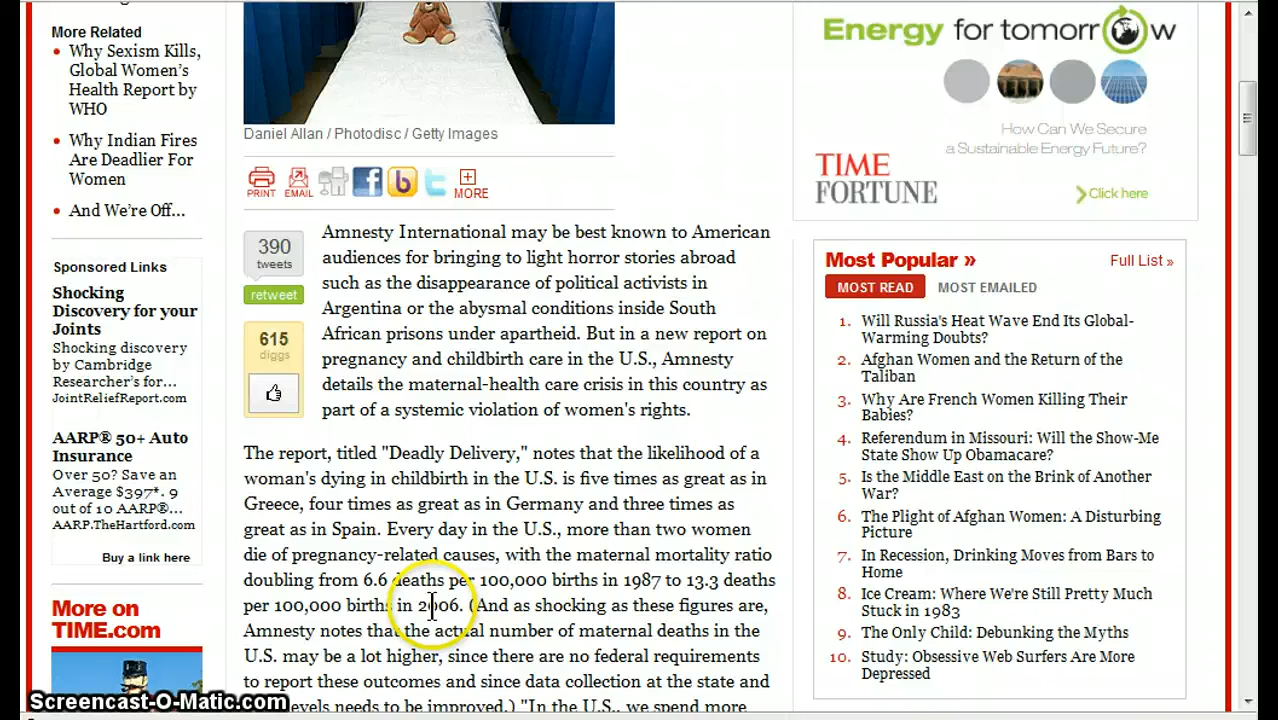 More Related
Why Sexism Kills,
Global Women's
Health Report by
WHO
Why Indian Fires
Are Deadlier For
Women
And We're Off...
Sponsored Links
Shocking
Discovery for your
Joints
Shocking discovery
by Cambridge
Researcher's for...
JointReliefReport.com
AARP® 50+ Auto
Insurance
Over 50? Save an
Average $397*. 9
out of 10 AARP®...
AARP.TheHartford.com
Buy a link here
More on
TIME.com
Daniel Allan / Photodisc / Getty Images
PRINT
EMAIL
MORE
390
tweets
retweet
615
diggs
Amnesty International may be best known to American
audiences for bringing to light horror stories abroad
such as the disappearance of political activists in
Argentina or the abysmal conditions inside South
African prisons under apartheid. But in a new report on
pregnancy and childbirth care in the U.S., Amnesty
details the maternal-health care crisis in this country as
part of a systemic violation of women's rights.
The report, titled "Deadly Delivery," notes that the likelihood of a
woman's dying in childbirth in the U.S. is five times as great as in
Greece, four times as great as in Germany and three times as
great as in Spain. Every day in the U.S., more than two women
die of pregnancy-related causes, with the maternal mortality ratio
doubling from 6.6 deaths per 100,000 births in 1987 to 13.3 deaths
per 100,000 births in 2006. (And as shocking as these figures are,
Amnesty notes that the actual number of maternal deaths in the
U.S. may be a lot higher, since there are no federal requirements
to report these outcomes and since data collection at the state and
levels needs to be improved.) "In the U.S., we spend more
Energy for tomorrow
How Can We Secure
a Sustainable Energy Future?
TIME
FORTUNE
Click here
Most Popular »
Full List »
MOST READ
MOST EMAILED
1. Will Russia's Heat Wave End Its Global-
Warming Doubts?
2. Afghan Women and the Return of the
Taliban
3. Why Are French Women Killing Their
Babies?
4. Referendum in Missouri: Will the Show-Me
State Show Up Obamacare?
5. Is the Middle East on the Brink of Another
War?
6. The Plight of Afghan Women: A Disturbing
Picture
7. In Recession, Drinking Moves from Bars to
Home
8. Ice Cream: Where We're Still Pretty Much
Stuck in 1983
9. The Only Child: Debunking the Myths
10. Study: Obsessive Web Surfers Are More
Depressed
Screencast-O-Matic.com